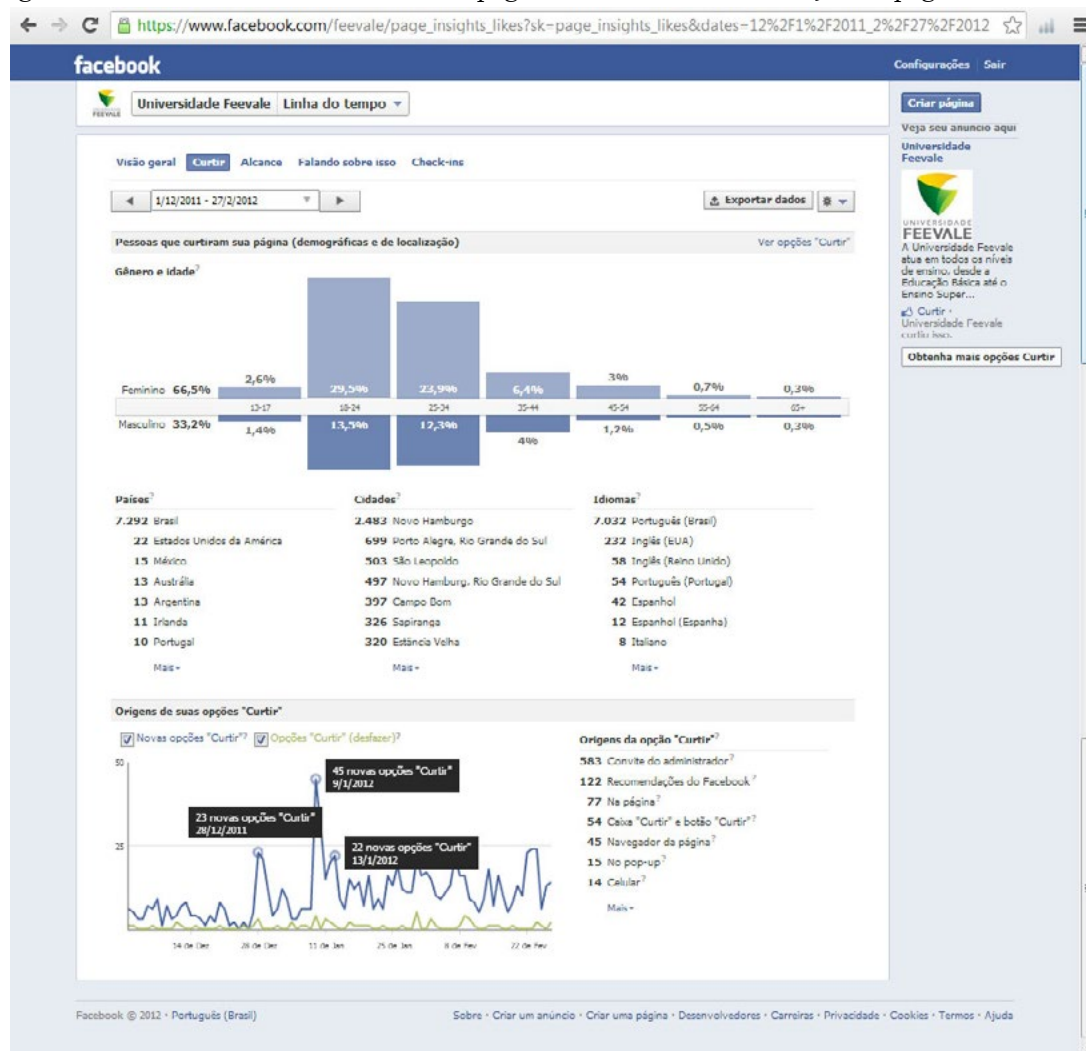 https://www.facebook.com/feevale/page_insights_likes?sk=page_insights_likes&dates=12%2F1%2F2011_2%2F27%2F2012
facebook
Configurações Sair
FEEVALE
Universidade Feevale Linha do tempo
Criar página
Veja seu anuncio aqui
Universidade
Feevale
UNIVERSIDADE
FEEVALE
A Universidade Feevale
atua em todos os níveis
de ensino, desde a
Educação Básica até o
Ensino Super...
Curtir ·
Universidade Feevale
curtiu isso.
Obtenha mais opções Curtir
Visão geral Curtir Alcance Falando sobre isso Check-ins
1/12/2011 - 27/2/2012
Exportar dados
Pessoas que curtiram sua página (demográficas e de localização) Ver opções "Curtir"
Gênero e idade?
Feminino 66,5% 2,6% 29,5% 23,9% 6,4% 3% 0,7% 0,3%
13-17 18-24 25-34 35-44 45-54 55-64 65+
Masculino 33,2% 1,4% 13,5% 12,3% 4% 1,2% 0,5% 0,3%
Países?
7.292 Brasil
22 Estados Unidos da América
15 México
13 Austrália
13 Argentina
11 Irlanda
10 Portugal
Mais
Cidades?
2.483 Novo Hamburgo
699 Porto Alegre, Rio Grande do Sul
503 São Leopoldo
497 Novo Hamburg, Rio Grande do Sul
397 Campo Bom
326 Sapiranga
320 Estância Velha
Mais
Idiomas?
7.032 Português (Brasil)
232 Inglês (EUA)
58 Inglês (Reino Unido)
54 Português (Portugal)
42 Espanhol
12 Espanhol (Espanha)
8 Italiano
Mais
Origens de suas opções "Curtir"
Novas opções "Curtir"? Opções "Curtir" (desfazer)?
50
25
45 novas opções "Curtir"
9/1/2012
23 novas opções "Curtir"
28/12/2011
22 novas opções "Curtir"
13/1/2012
14 de Dez 28 de Dez 11 de Jan 25 de Jan 8 de Fev 22 de Fev
Origens da opção "Curtir"?
583 Convite do administrador?
122 Recomendações do Facebook?
77 Na página?
54 Caixa "Curtir" e botão "Curtir"?
45 Navegador da página?
15 No pop-up?
14 Celular?
Mais
Facebook © 2012 · Português (Brasil)
Sobre · Criar um anúncio · Criar uma página · Desenvolvedores · Carreiras · Privacidade · Cookies · Termos · Ajuda